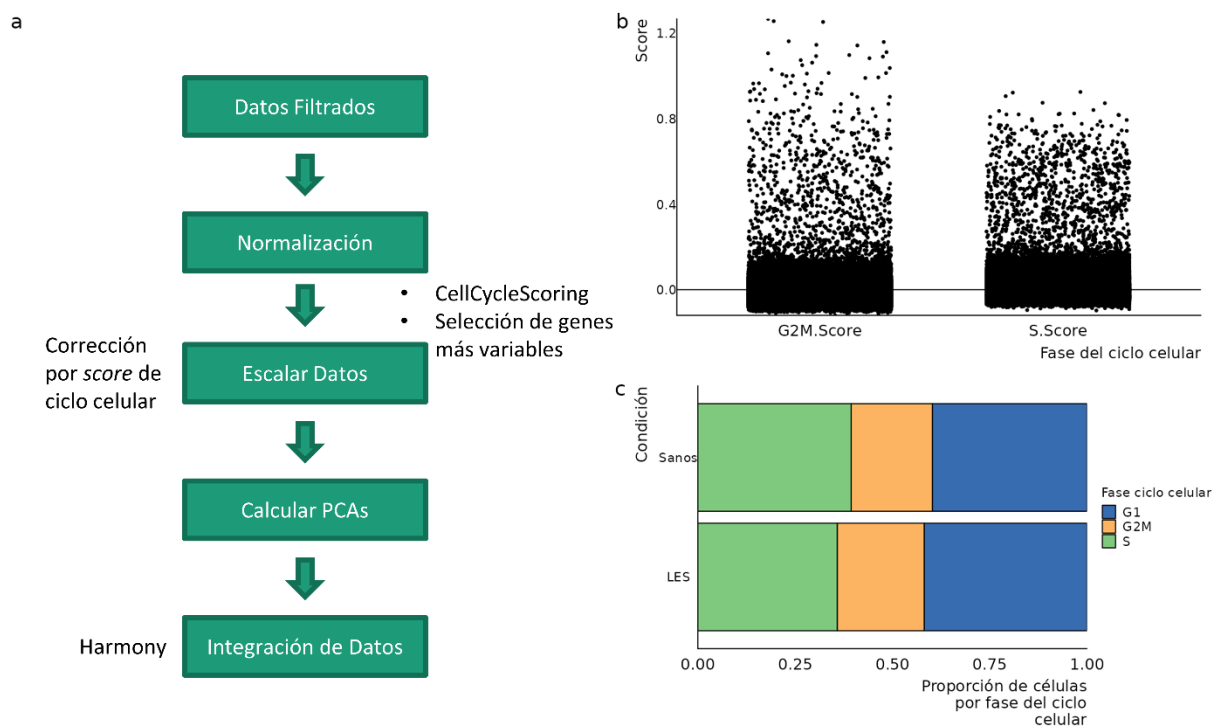 a
Datos Filtrados
Normalización
• CellCycleScoring
• Selección de genes
más variables
Corrección
por score de
ciclo celular
Escalar Datos
Calcular PCAs
Harmony
Integración de Datos
b
Score
1.2
0.8
0.4
0.0
G2M.Score
S.Score
Fase del ciclo celular
c
Condición
Sanos
LES
0.00
0.25
0.50
0.75
1.00
Proporción de células
por fase del ciclo
celular
Fase ciclo celular
G1
G2M
S